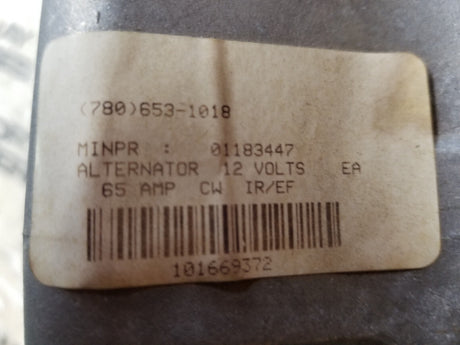 (780)653-1018
MINPR : 01183447
ALTERNATOR 12 VOLTS EA
65 AMP CW IR/EF
101669372